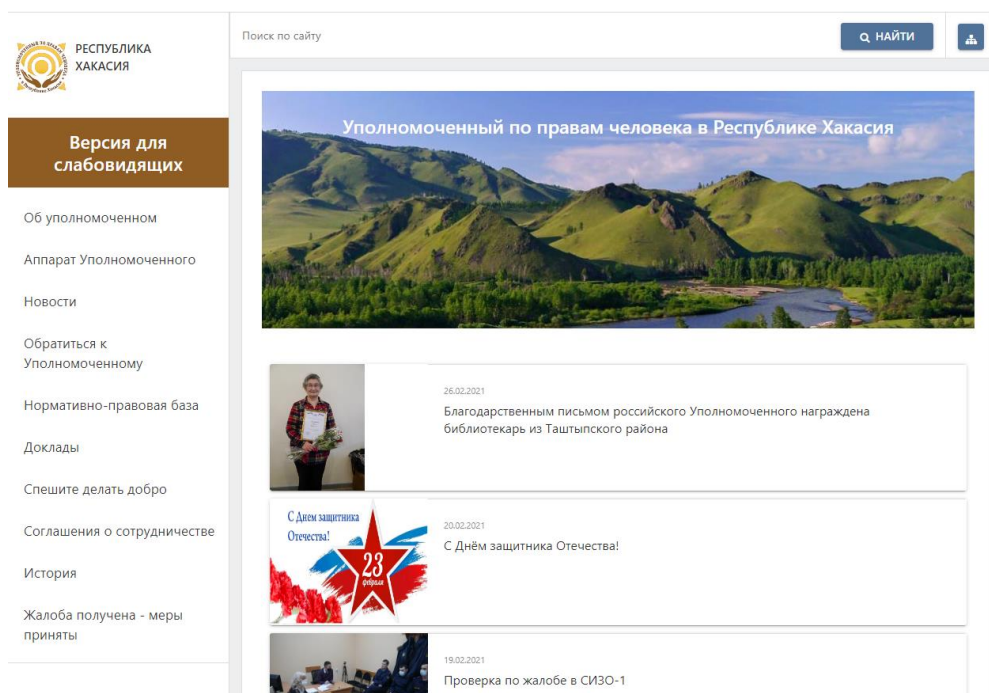 РЕСПУБЛИКА
ХАКАСИЯ
Версия для
слабовидящих
Об уполномоченном
Аппарат Уполномоченного
Новости
Обратиться к
Уполномоченному
Нормативно-правовая база
Доклады
Спешите делать добро
Соглашения о сотрудничестве
История
Жалоба получена - меры
приняты
Поиск по сайту
НАЙТИ
Уполномоченный по правам человека в Республике Хакасия
26.02.2021
Благодарственным письмом российского Уполномоченного награждена
библиотекарь из Таштыпского района
С Днем защитника
Отечества!
23
февраля
20.02.2021
С Днём защитника Отечества!
19.02.2021
Проверка по жалобе в СИЗО-1